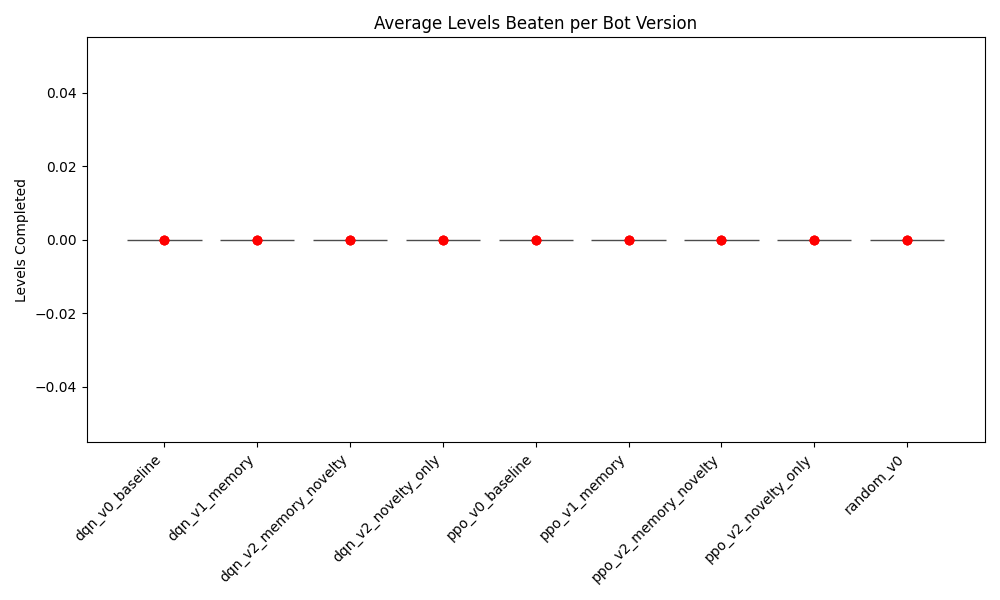 Average Levels Beaten per Bot Version
Levels Completed
0.04
0.02
0.00
−0.02
−0.04
dqn_v0_baseline
dqn_v1_memory
dqn_v2_memory_novelty
dqn_v2_novelty_only
ppo_v0_baseline
ppo_v1_memory
ppo_v2_memory_novelty
ppo_v2_novelty_only
random_v0